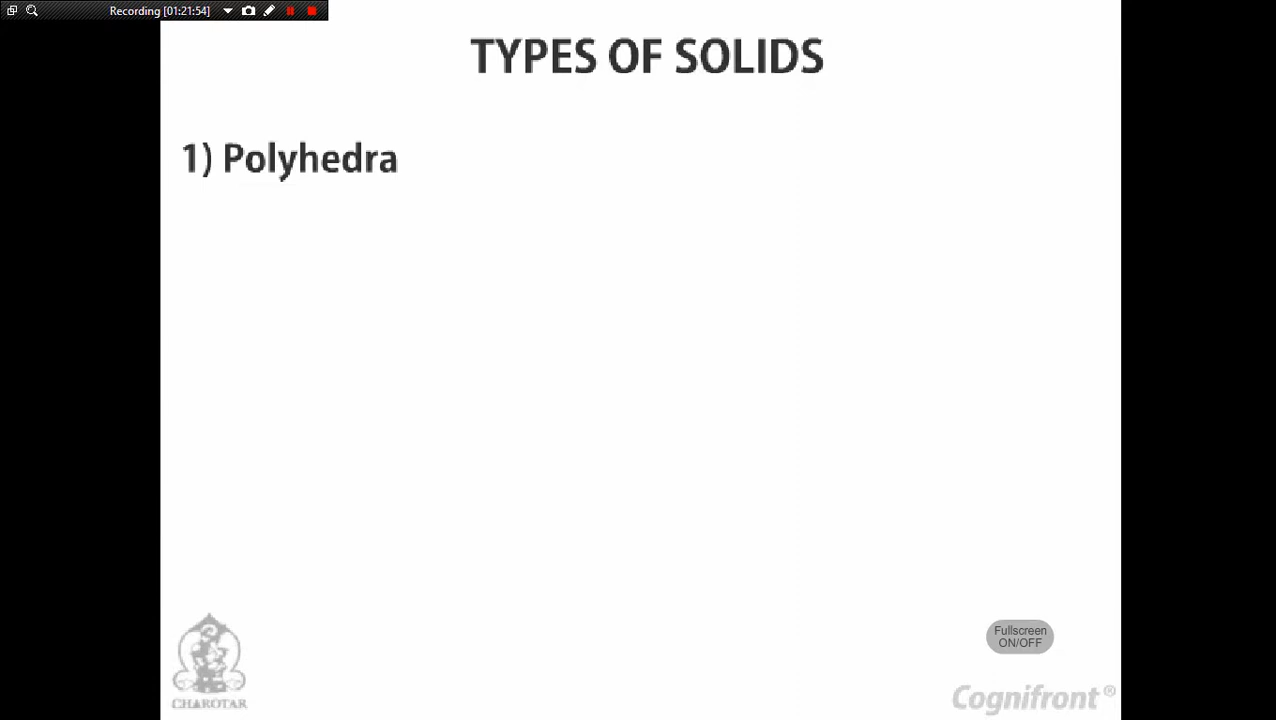 Recording [01:21:54]
TYPES OF SOLIDS
1) Polyhedra
Fullscreen
ON/OFF
CHAROTAR
Cognifront ®